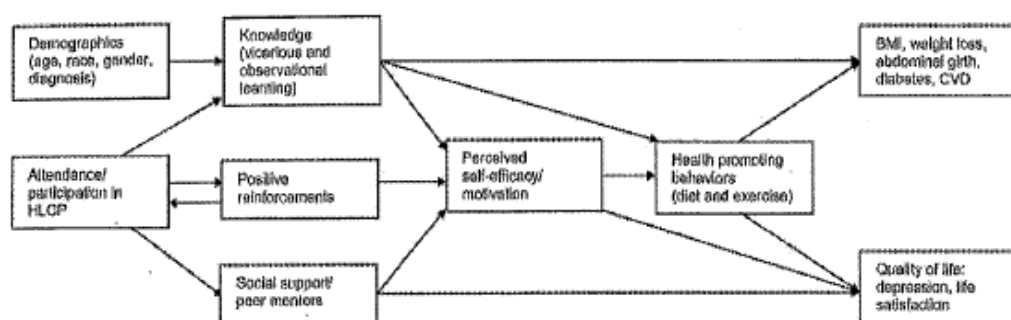 Demographics
(age, race, gender,
diagnosis)
Knowledge
(vicarious and
observational
learning)
BMI, weight loss,
abdominal girth,
diabetes, CVD
Attendance/
participation in
HLCP
Positive
reinforcements
Perceived
self-efficacy/
motivation
Health promoting
behaviors
(diet and exercise)
Social support/
peer mentors
Quality of life:
depression, life
satisfaction